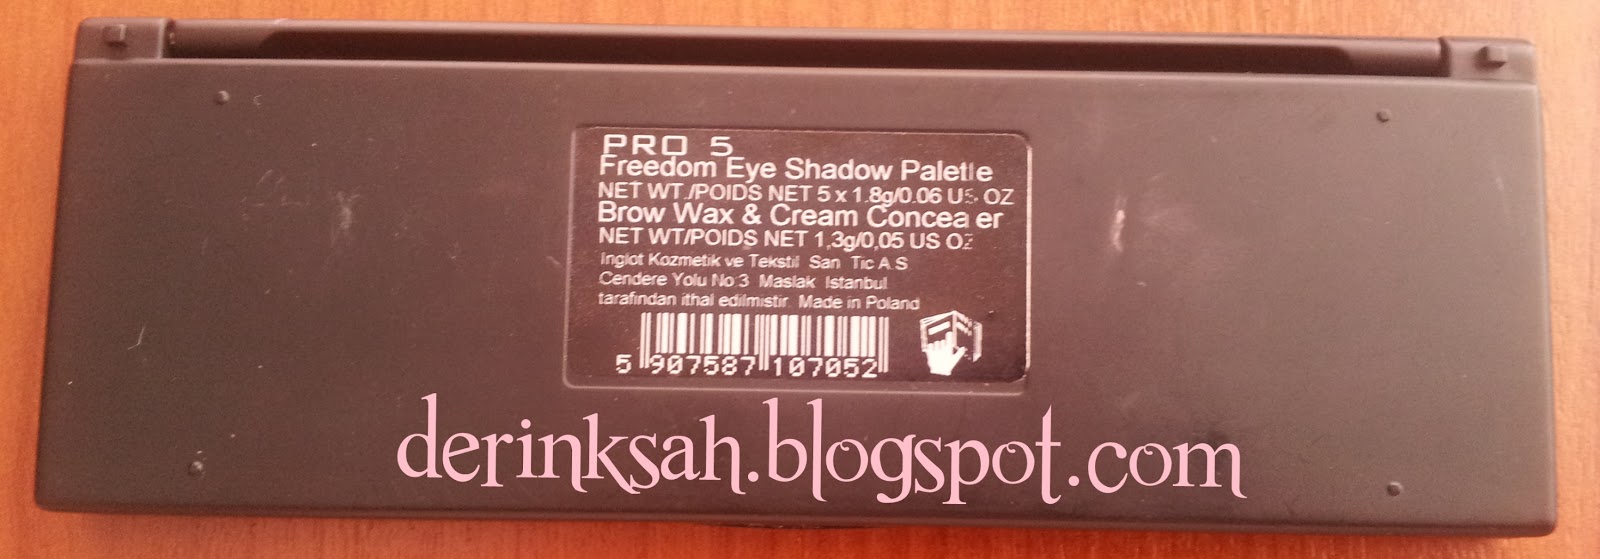 PRO 5
Freedom Eye Shadow Palette
NET WT./POIDS NET 5 x 1.8g/0.06 US OZ
Brow Wax & Cream Concealer
NET WT/POIDS NET 1,3g/0,05 US OZ
Inglot Kozmetik ve Tekstil San Tic A.S
Cendere Yolu No:3 Maslak Istanbul
tarafından ithal edilmistir. Made in Poland
5 907587 107052
derinksah.blogspot.com